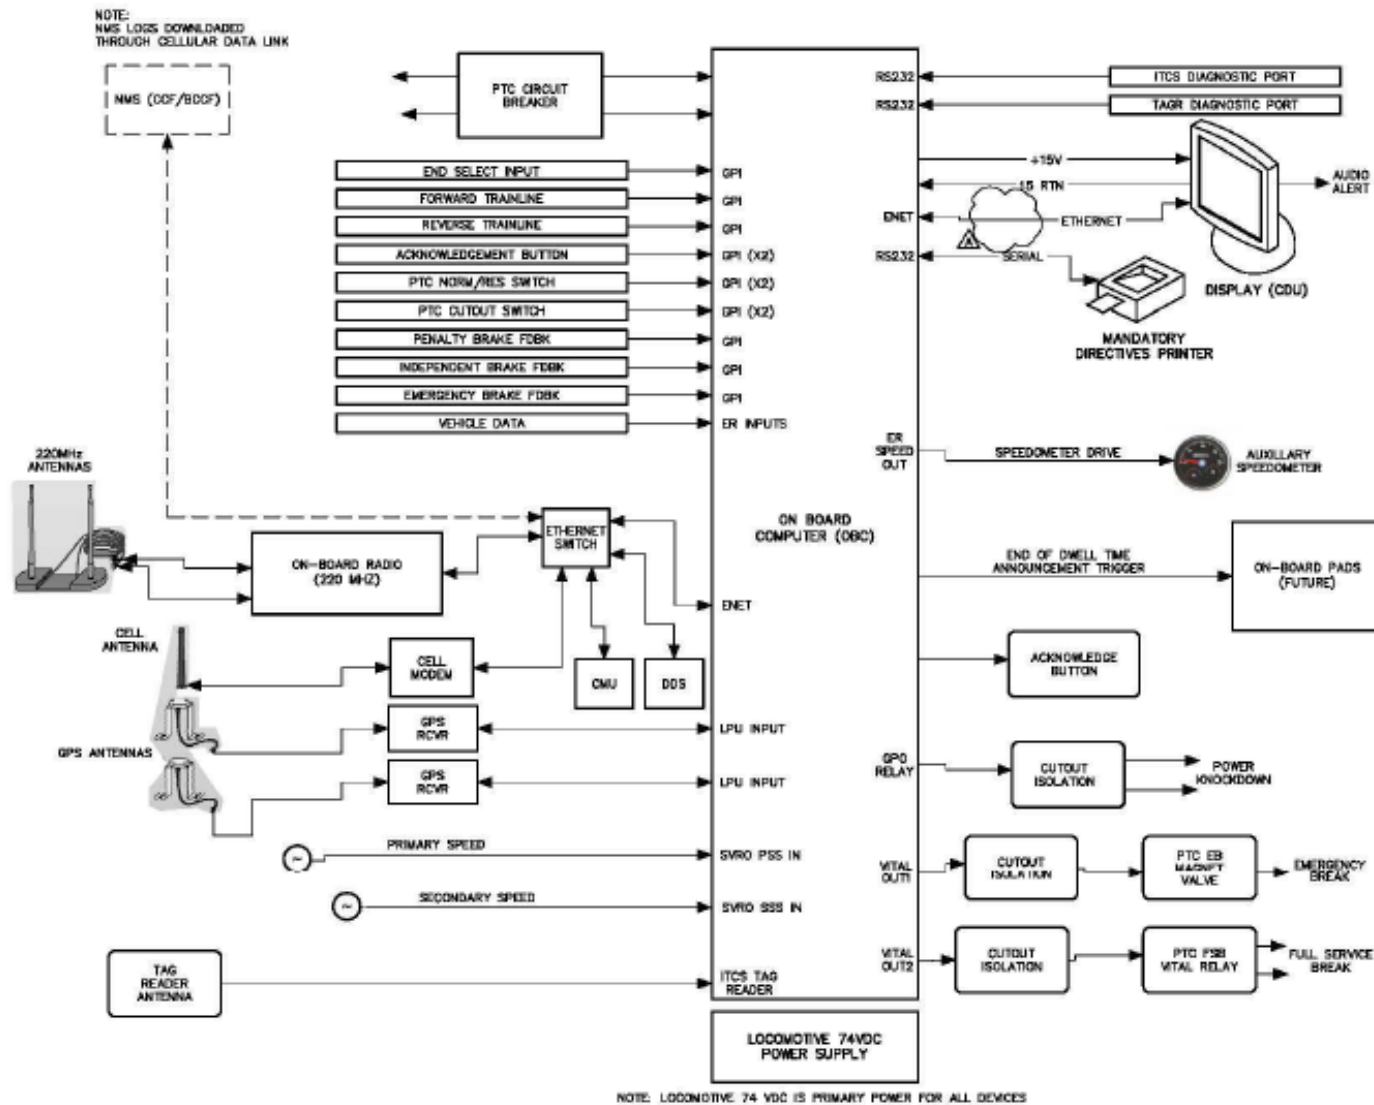 NOTE:
NMS LOGS DOWNLOADED
THROUGH CELLULAR DATA LINK
NMS (CCF/BCCF)
PTC CIRCUIT
BREAKER
END SELECT INPUT
FORWARD TRAINLINE
REVERSE TRAINLINE
ACKNOWLEDGEMENT BUTTON
PTC NORM/RES SWITCH
PTC CUTOUT SWITCH
PENALTY BRAKE FDBK
INDEPENDENT BRAKE FDBK
EMERGENCY BRAKE FDBK
VEHICLE DATA
GPI
GPI
GPI
GPI (X2)
GPI (X2)
GPI (X2)
GPI
GPI
GPI
ER INPUTS
RS232
RS232
ENET
RS232
ITCS DIAGNOSTIC PORT
TAGR DIAGNOSTIC PORT
+15V
15 RTN
ETHERNET
SERIAL
A
AUDIO
ALERT
DISPLAY (CDU)
MANDATORY
DIRECTIVES PRINTER
ER
SPEED
OUT
SPEEDOMETER DRIVE
AUXILLARY
SPEEDOMETER
220MHz
ANTENNAS
ON-BOARD RADIO
(220 MHZ)
ETHERNET
SWITCH
ON BOARD
COMPUTER (OBC)
END OF DWELL TIME
ANNOUNCEMENT TRIGGER
ON-BOARD PADS
(FUTURE)
ENET
CELL
ANTENNA
CELL
MODEM
CMU
DDS
ACKNOWLEDGE
BUTTON
GPS ANTENNAS
GPS
RCVR
LPU INPUT
GPS
RCVR
LPU INPUT
GPO
RELAY
CUTOUT
ISOLATION
POWER
KNOCKDOWN
PRIMARY SPEED
SVRO PSS IN
VITAL
OUT1
CUTOUT
ISOLATION
PTC EB
MAGNET
VALVE
EMERGENCY
BREAK
~
SECONDARY SPEED
SVRO SSS IN
~
VITAL
OUT2
CUTOUT
ISOLATION
PTC FSB
VITAL RELAY
FULL SERVICE
BREAK
TAG
READER
ANTENNA
ITCS TAG
READER
LOCOMOTIVE 74VDC
POWER SUPPLY
NOTE: LOCOMOTIVE 74 VDC IS PRIMARY POWER FOR ALL DEVICES